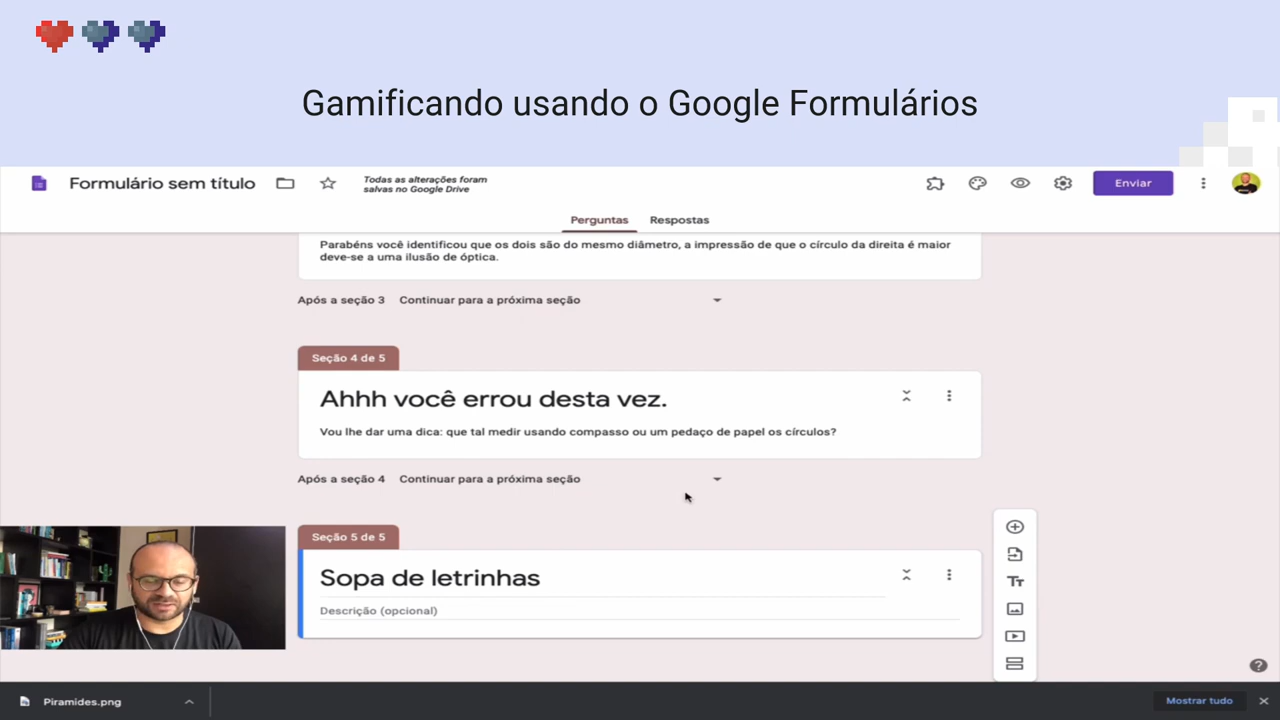 Gamificando usando o Google Formulários
Formulário sem título
Todas as alterações foram
salvas no Google Drive
Enviar
Perguntas
Respostas
Parabéns você identificou que os dois são do mesmo diâmetro, a impressão de que o círculo da direita é maior
deve-se a uma ilusão de óptica.
Após a seção 3 Continuar para a próxima seção
Seção 4 de 5
Ahhh você errou desta vez.
Vou lhe dar uma dica: que tal medir usando compasso ou um pedaço de papel os círculos?
Após a seção 4 Continuar para a próxima seção
Seção 5 de 5
Sopa de letrinhas
Descrição (opcional)
Tт
Piramides.png
Mostrar tudo